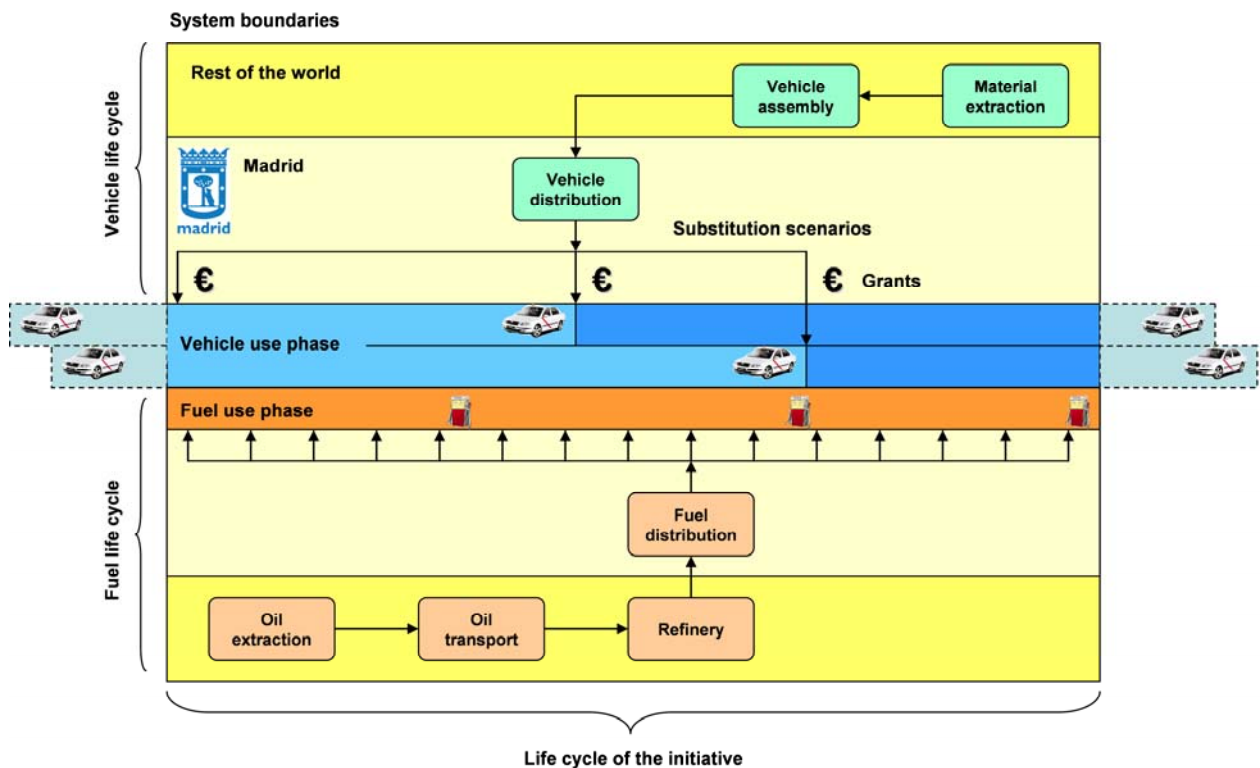 System boundaries
Rest of the world
Vehicle
assembly
Material
extraction
Vehicle life cycle
madrid
Madrid
Vehicle
distribution
Substitution scenarios
€
€
€
Grants
Vehicle use phase
Fuel use phase
Fuel life cycle
Fuel
distribution
Oil
extraction
Oil
transport
Refinery
Life cycle of the initiative